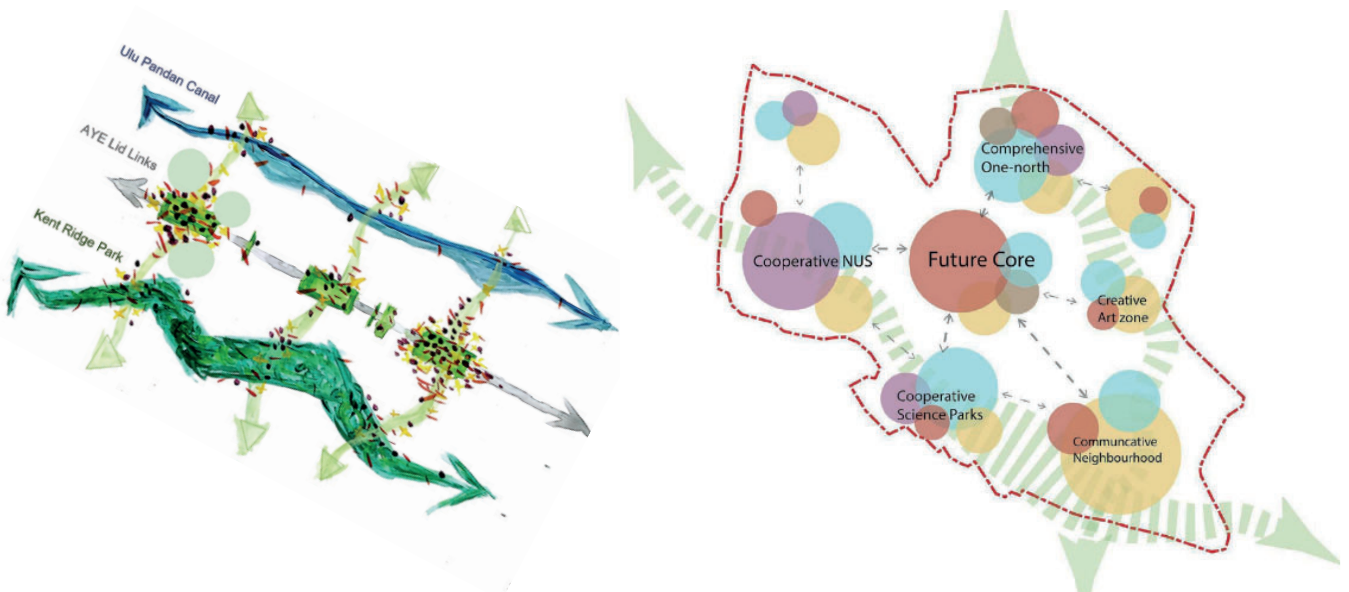 Ulu Pandan Canal
AYE Lid Links
Kent Ridge Park
Comprehensive
One-north
Cooperative NUS
Future Core
Creative
Art zone
Cooperative
Science Parks
Communcative
Neighbourhood